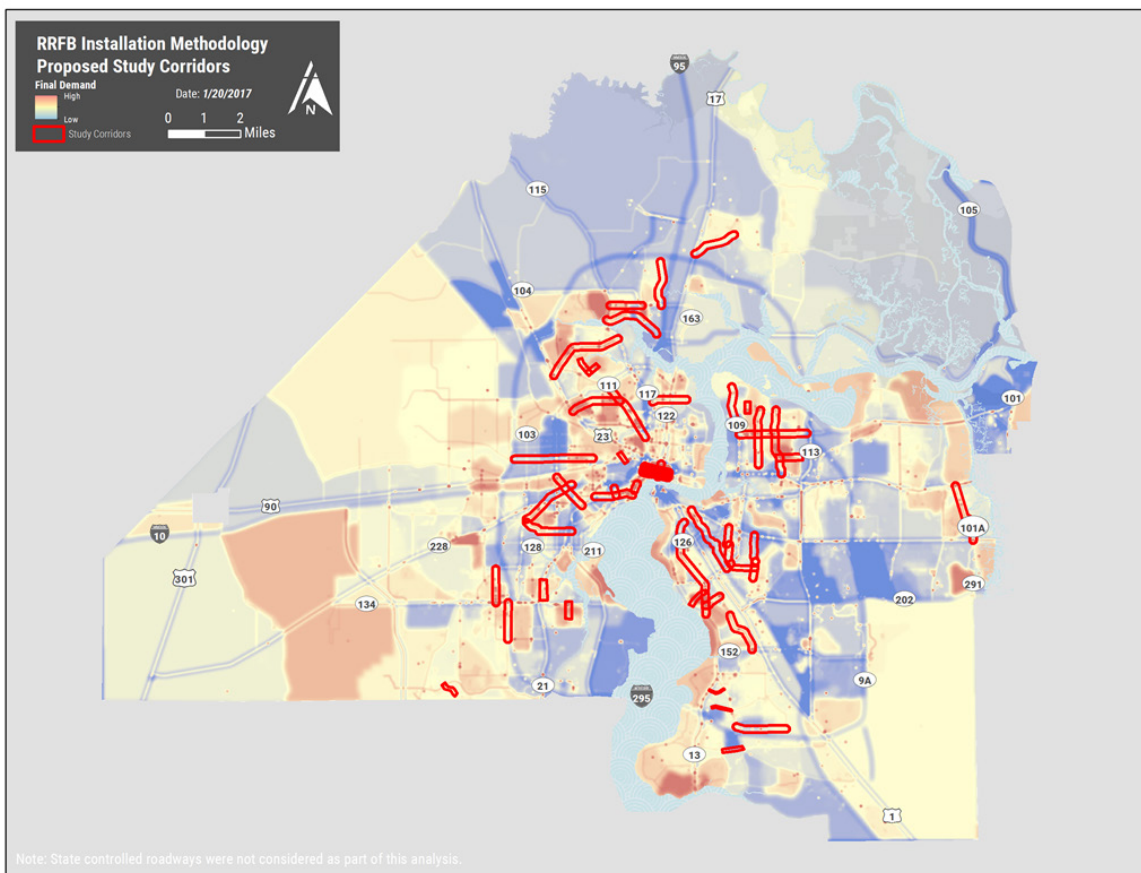 RRFB Installation Methodology
Proposed Study Corridors
Final Demand
High
Low
Study Corridors
Date: 1/20/2017
N
0 1 2
Miles
95
17
115
105
104
163
101
111
117
122
109
103
23
113
90
10
101A
228
128
211
126
301
134
291
202
152
9A
21
295
13
1
Note: State controlled roadways were not considered as part of this analysis.